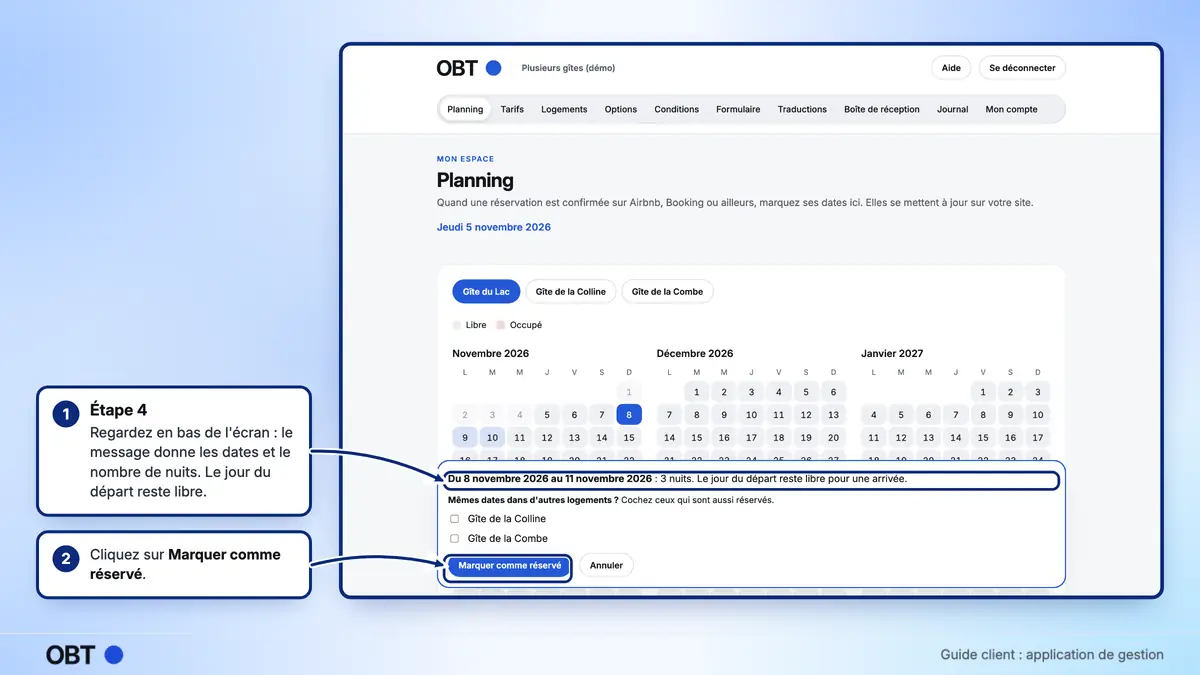 OBT
Plusieurs gîtes (démo)
Aide
Se déconnecter
Planning
Tarifs
Logements
Options
Conditions
Formulaire
Traductions
Boîte de réception
Journal
Mon compte
MON ESPACE
Planning
Quand une réservation est confirmée sur Airbnb, Booking ou ailleurs, marquez ses dates ici. Elles se mettent à jour sur votre site.
Jeudi 5 novembre 2026
Gîte du Lac
Gîte de la Colline
Gîte de la Combe
Libre
Occupé
Novembre 2026
L M M J V S D
1
2 3 4 5 6 7 8
9 10 11 12 13 14 15
Décembre 2026
L M M J V S D
1 2 3 4 5 6
7 8 9 10 11 12 13
14 15 16 17 18 19 20
Janvier 2027
L M M J V S D
1 2 3
4 5 6 7 8 9 10
11 12 13 14 15 16 17
Du 8 novembre 2026 au 11 novembre 2026 : 3 nuits. Le jour du départ reste libre pour une arrivée.
Mêmes dates dans d'autres logements ? Cochez ceux qui sont aussi réservés.
Gîte de la Colline
Gîte de la Combe
Marquer comme réservé
Annuler
1
Étape 4
Regardez en bas de l'écran : le
message donne les dates et le
nombre de nuits. Le jour du
départ reste libre.
2
Cliquez sur Marquer comme
réservé.
OBT
Guide client : application de gestion